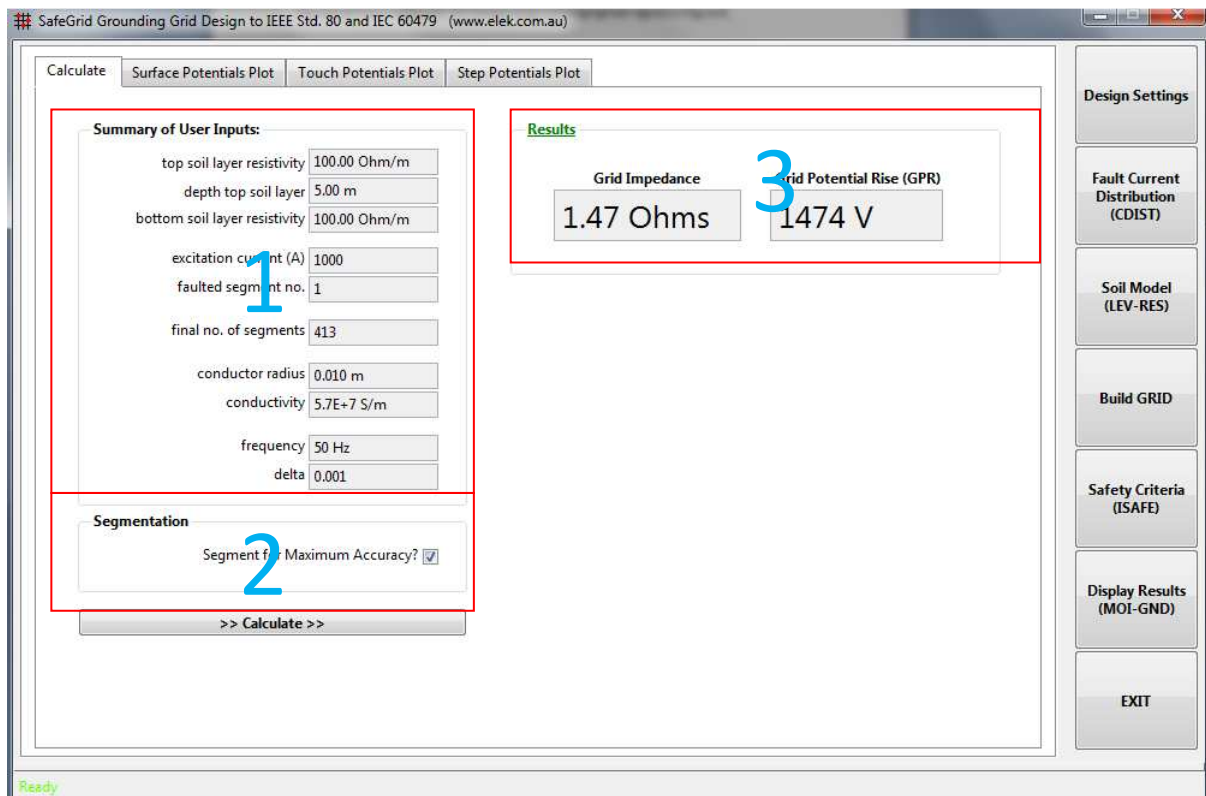 SafeGrid Grounding Grid Design to IEEE Std. 80 and IEC 60479 (www.elek.com.au)
Calculate
Surface Potentials Plot
Touch Potentials Plot
Step Potentials Plot
Summary of User Inputs:
top soil layer resistivity 100.00 Ohm/m
depth top soil layer 5.00 m
bottom soil layer resistivity 100.00 Ohm/m
excitation current (A) 1000
faulted segment no. 1
final no. of segments 413
conductor radius 0.010 m
conductivity 5.7E+7 S/m
frequency 50 Hz
delta 0.001
1
Segmentation
Segment for Maximum Accuracy?
2
>> Calculate >>
Results
Grid Impedance
1.47 Ohms
Grid Potential Rise (GPR)
1474 V
3
Design Settings
Fault Current
Distribution
(CDIST)
Soil Model
(LEV-RES)
Build GRID
Safety Criteria
(ISAFE)
Display Results
(MOI-GND)
EXIT
Ready